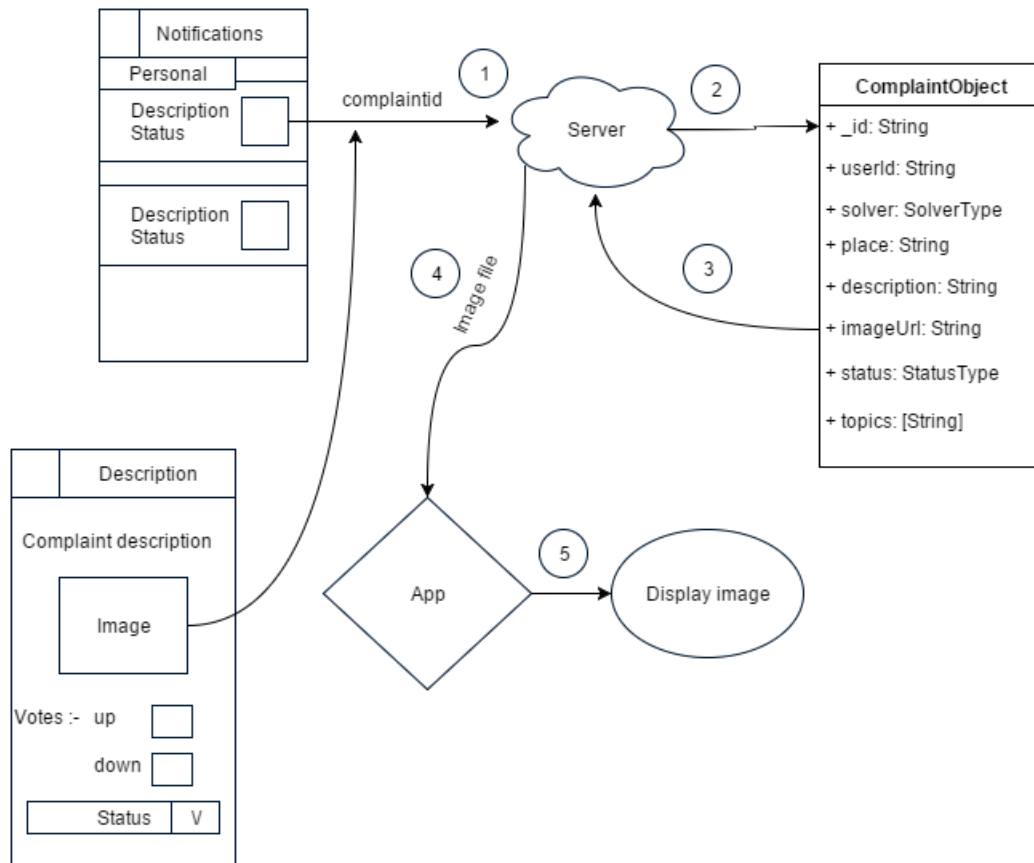 Notifications
Personal
Description
Status
Description
Status
complaintid
1
Server
2
ComplaintObject
+ _id: String
+ userId: String
+ solver: SolverType
+ place: String
+ description: String
+ imageUrl: String
+ status: StatusType
+ topics: [String]
3
4
Image file
Description
Complaint description
Image
Votes :- up
down
Status V
App
5
Display image